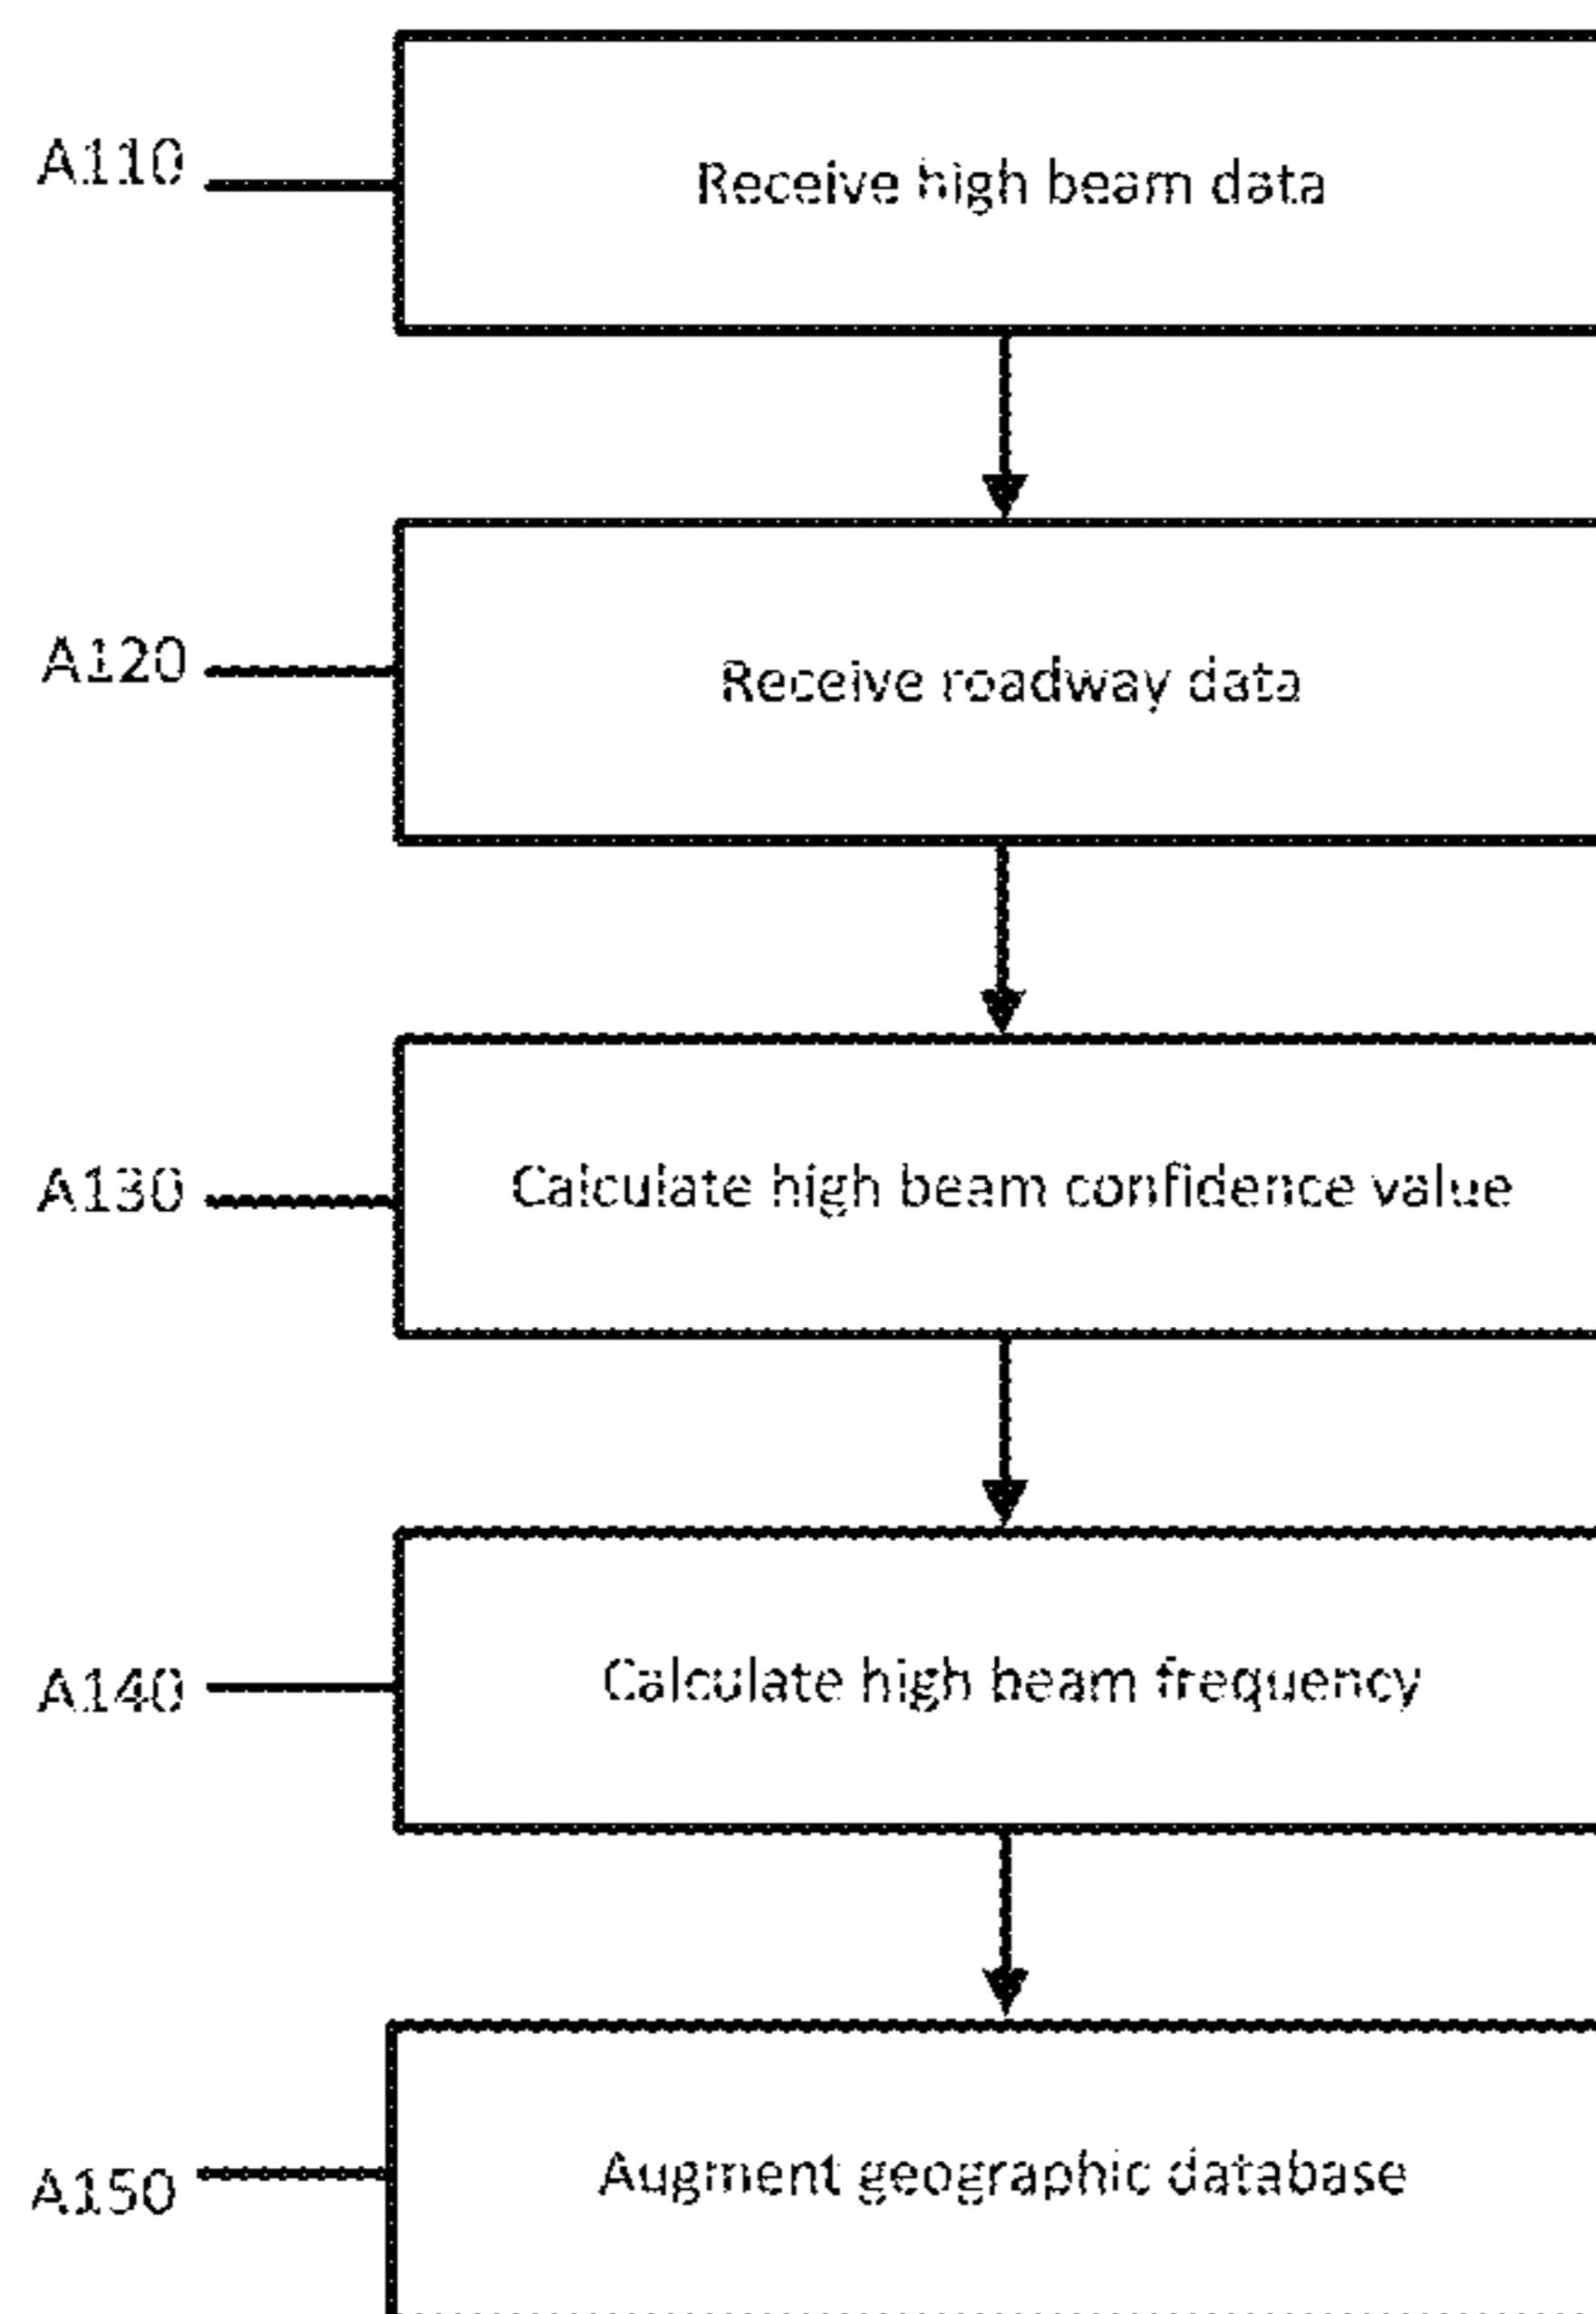 A110
Receive high beam data
A120
Receive roadway data
A130
Calculate high beam confidence value
A140
Calculate high beam frequency
A150
Augment geographic database